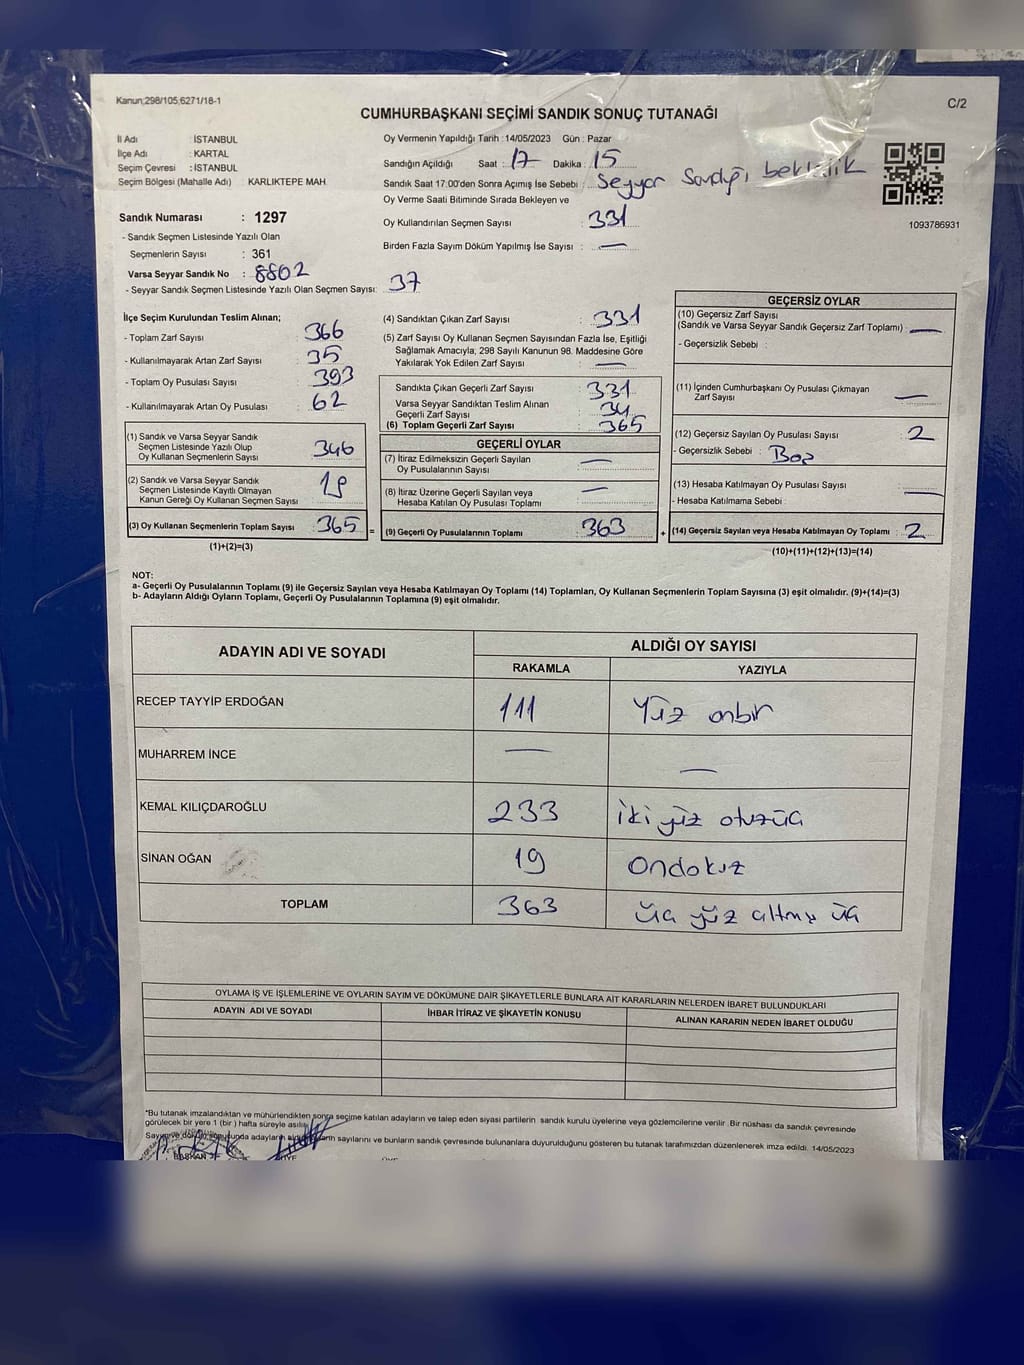 Kanun;298/105;6271/18-1
C/2
CUMHURBAŞKANI SEÇİMİ SANDIK SONUÇ TUTANAĞI
İl Adı : İSTANBUL
İlçe Adı : KARTAL
Seçim Çevresi : İSTANBUL
Seçim Bölgesi (Mahalle Adı) : KARLIKTEPE MAH.
Oy Vermenin Yapıldığı Tarih : 14/05/2023 Gün : Pazar
Sandığın Açıldığı Saat : 17 Dakika : 15
Sandık Saat 17:00'den Sonra Açımış İse Sebebi : Seyyar Sandığı bekledik
Oy Verme Saati Bitiminde Sırada Bekleyen ve
Oy Kullandırılan Seçmen Sayısı : 331
Birden Fazla Sayım Döküm Yapılmış İse Sayısı : —
1093786931
Sandık Numarası : 1297
- Sandık Seçmen Listesinde Yazılı Olan
Seçmenlerin Sayısı : 361
Varsa Seyyar Sandık No : 8802
- Seyyar Sandık Seçmen Listesinde Yazılı Olan Seçmen Sayısı: 37
İlçe Seçim Kurulundan Teslim Alınan;
- Toplam Zarf Sayısı : 366
- Kullanılmayarak Artan Zarf Sayısı : 35
- Toplam Oy Pusulası Sayısı : 393
- Kullanılmayarak Artan Oy Pusulası : 62
(1) Sandık ve Varsa Seyyar Sandık
Seçmen Listesinde Yazılı Olup
Oy Kullanan Seçmenlerin Sayısı : 346
(2) Sandık ve Varsa Seyyar Sandık
Seçmen Listesinde Kayıtlı Olmayan
Kanun Gereği Oy Kullanan Seçmen Sayısı : 19
(3) Oy Kullanan Seçmenlerin Toplam Sayısı : 365 =
(1)+(2)=(3)
(4) Sandıktan Çıkan Zarf Sayısı : 331
(5) Zarf Sayısı Oy Kullanan Seçmen Sayısından Fazla İse, Eşitliği
Sağlamak Amacıyla, 298 Sayılı Kanunun 98. Maddesine Göre
Yakılarak Yok Edilen Zarf Sayısı : —
Sandıkta Çıkan Geçerli Zarf Sayısı : 331
Varsa Seyyar Sandıktan Teslim Alınan
Geçerli Zarf Sayısı : 34
(6) Toplam Geçerli Zarf Sayısı : 365
GEÇERLİ OYLAR
(7) İtiraz Edilmeksizin Geçerli Sayılan
Oy Pusulalarının Sayısı : —
(8) İtiraz Üzerine Geçerli Sayılan veya
Hesaba Katılan Oy Pusulası Toplamı : —
(9) Geçerli Oy Pusulalarının Toplamı : 363 +
GEÇERSİZ OYLAR
(10) Geçersiz Zarf Sayısı
(Sandık ve Varsa Seyyar Sandık Geçersiz Zarf Toplamı) : —
- Geçersizlik Sebebi :
(11) İçinden Cumhurbaşkanı Oy Pusulası Çıkmayan
Zarf Sayısı : —
(12) Geçersiz Sayılan Oy Pusulası Sayısı : 2
- Geçersizlik Sebebi : Boş
(13) Hesaba Katılmayan Oy Pusulası Sayısı : —
- Hesaba Katılmama Sebebi :
(14) Geçersiz Sayılan veya Hesaba Katılmayan Oy Toplamı : 2
(10)+(11)+(12)+(13)=(14)
NOT:
a- Geçerli Oy Pusulalarının Toplamı (9) ile Geçersiz Sayılan veya Hesaba Katılmayan Oy Toplamı (14) Toplamları, Oy Kullanan Seçmenlerin Toplam Sayısına (3) eşit olmalıdır. (9)+(14)=(3)
b- Adayların Aldığı Oyların Toplamı, Geçerli Oy Pusulalarının Toplamına (9) eşit olmalıdır.
ADAYIN ADI VE SOYADI ALDIĞI OY SAYISI
RAKAMLA YAZIYLA
RECEP TAYYİP ERDOĞAN 111 Yüz onbir
MUHARREM İNCE — —
KEMAL KILIÇDAROĞLU 233 iki yüz otuzüç
SİNAN OĞAN 19 Ondokuz
TOPLAM 363 üç yüz altmış üç
OYLAMA İŞ VE İŞLEMLERİNE VE OYLARIN SAYIM VE DÖKÜMÜNE DAİR ŞİKAYETLERLE BUNLARA AİT KARARLARIN NELERDEN İBARET BULUNDUKLARI
ADAYIN ADI VE SOYADI İHBAR İTİRAZ VE ŞİKAYETİN KONUSU ALINAN KARARIN NEDEN İBARET OLDUĞU
*Bu tutanak imzalandıktan ve mühürlendikten sonra seçime katılan adayların ve talep eden siyasi partilerin sandık kurulu üyelerine veya gözlemcilerine verilir. Bir nüshası da sandık çevresinde
görülecek bir yere 1 (bir ) hafta süreyle asılır.
Sayım ve döküm sonucunda adayların sayılarını ve bunların sandık çevresinde bulunanlara duyurulduğunu gösteren bu tutanak tarafımızdan düzenlenerek imza edildi. 14/05/2023
BAŞKAN ÜYE